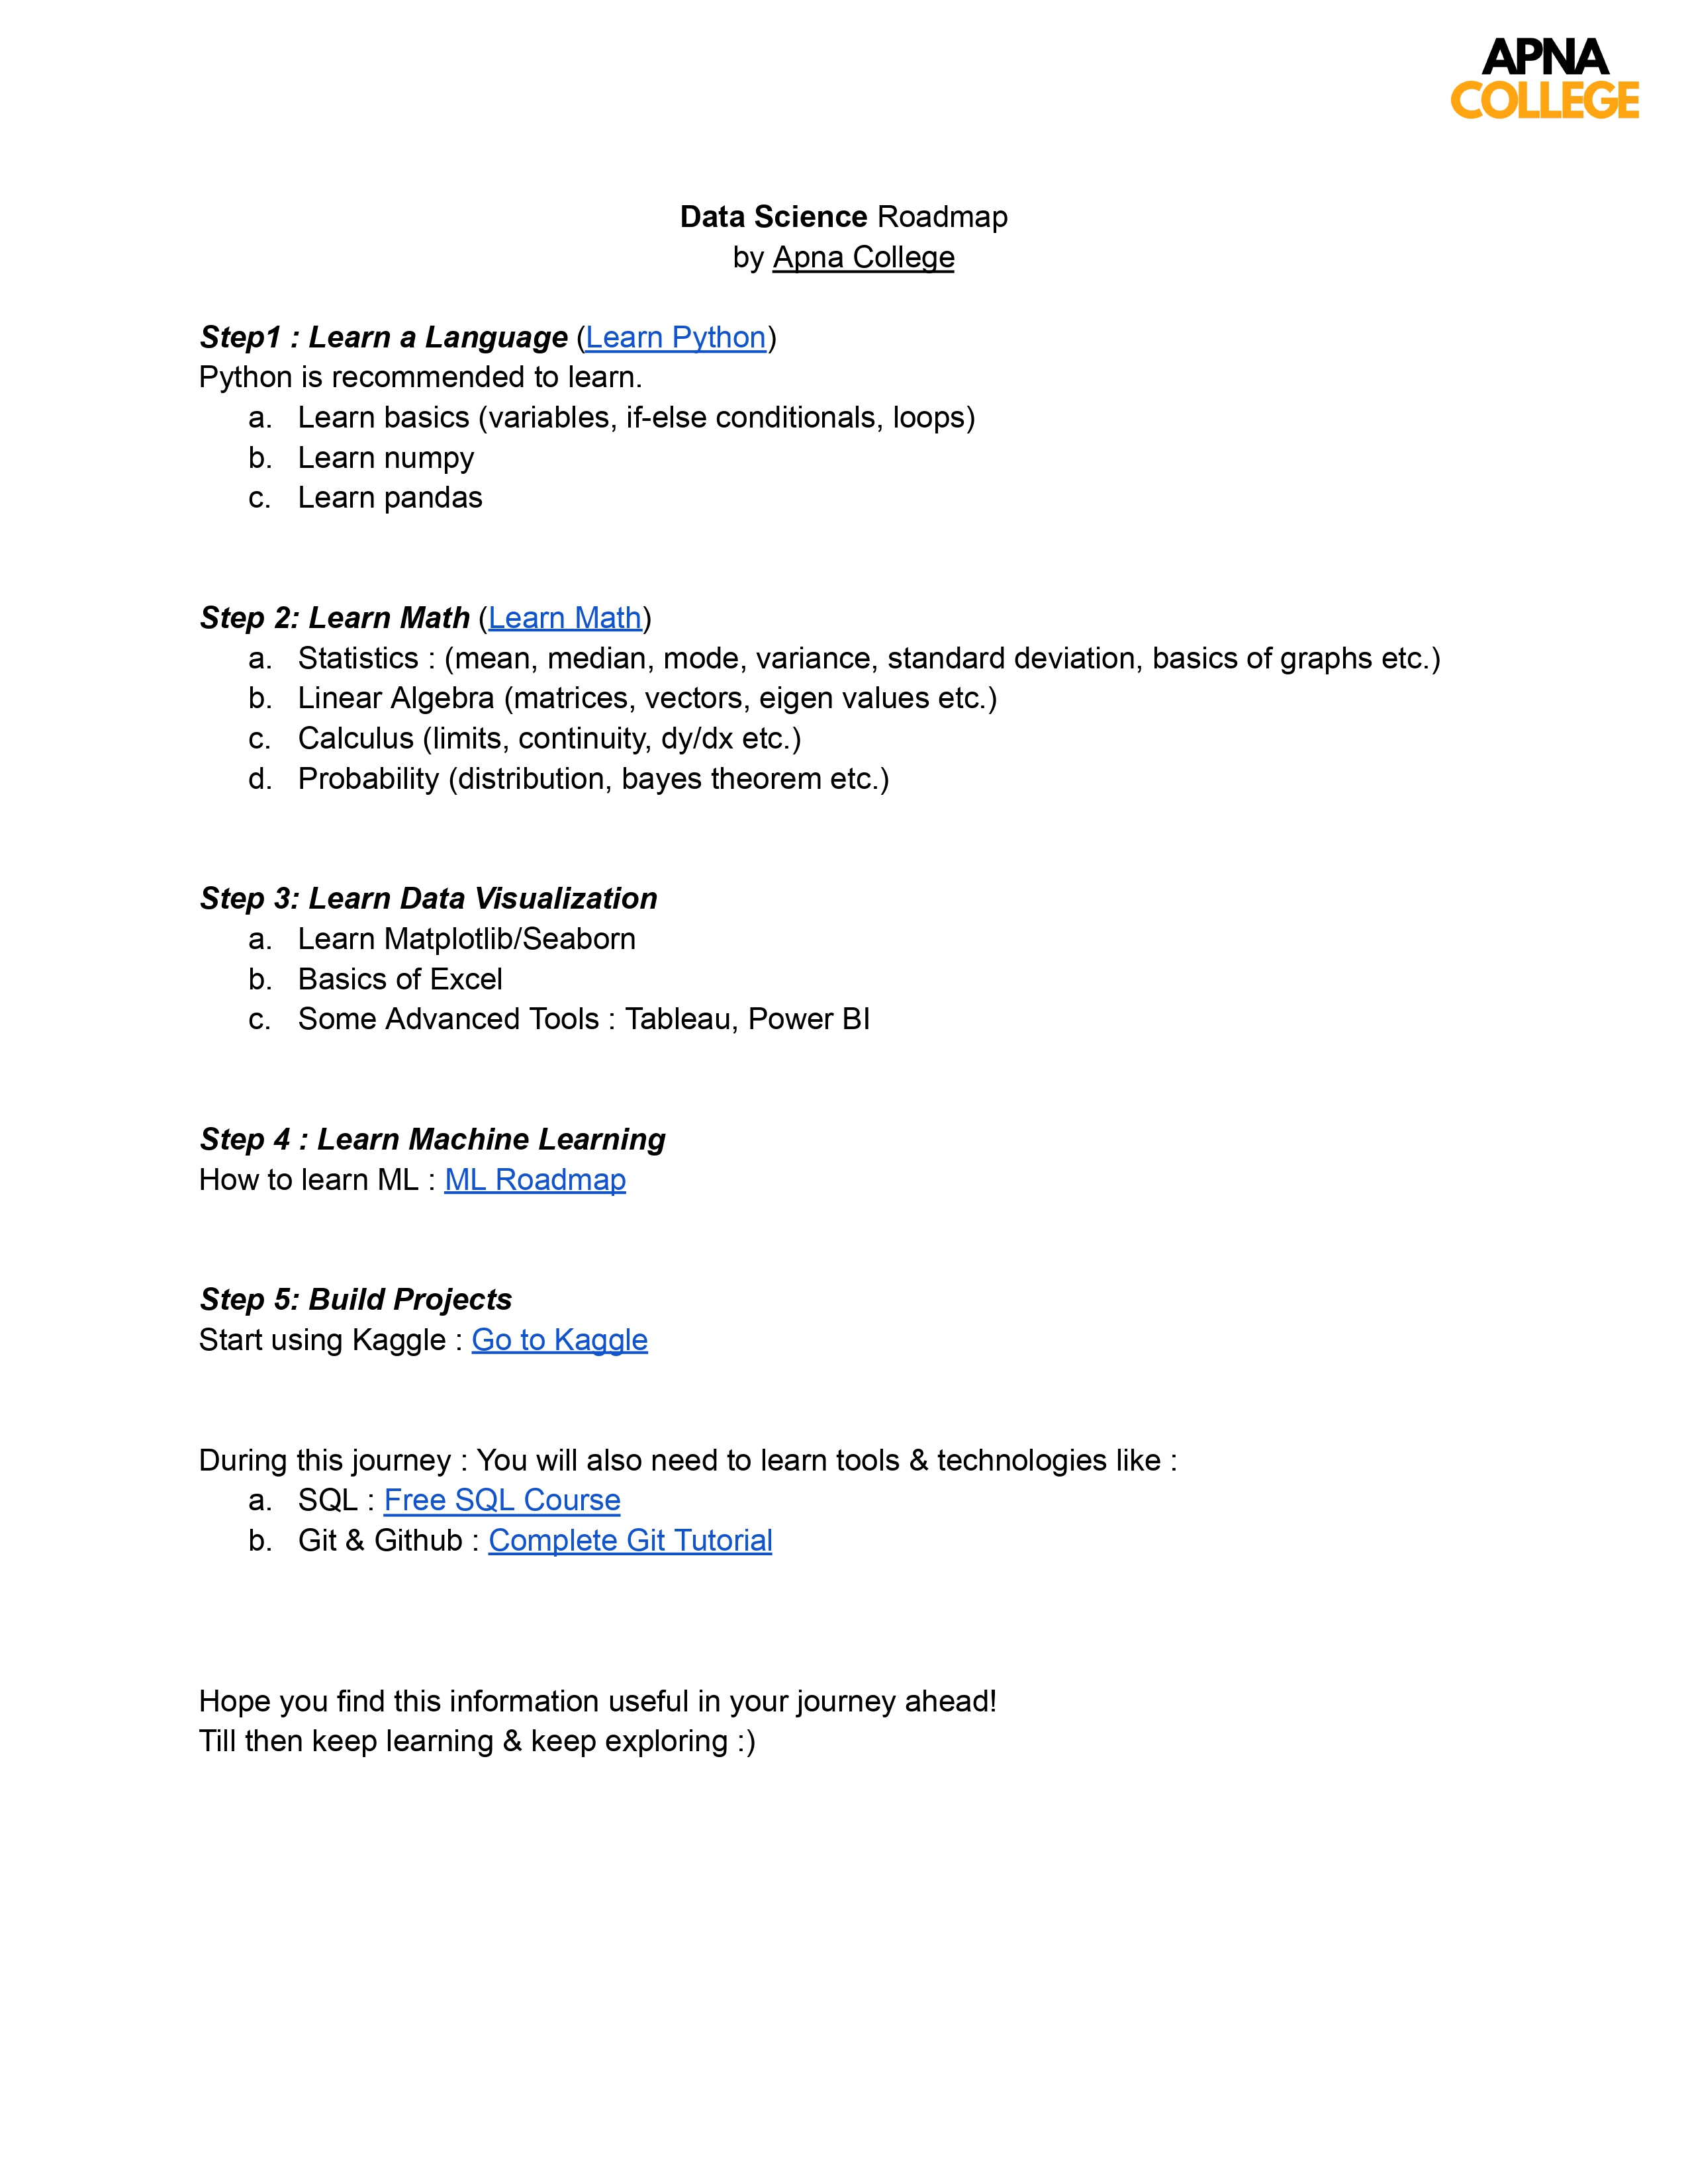 APNA
COLLEGE
Data Science Roadmap
by Apna College
Step1 : Learn a Language (Learn Python)
Python is recommended to learn.
a. Learn basics (variables, if-else conditionals, loops)
b. Learn numpy
c. Learn pandas
Step 2: Learn Math (Learn Math)
a. Statistics : (mean, median, mode, variance, standard deviation, basics of graphs etc.)
b. Linear Algebra (matrices, vectors, eigen values etc.)
c. Calculus (limits, continuity, dy/dx etc.)
d. Probability (distribution, bayes theorem etc.)
Step 3: Learn Data Visualization
a. Learn Matplotlib/Seaborn
b. Basics of Excel
c. Some Advanced Tools : Tableau, Power BI
Step 4 : Learn Machine Learning
How to learn ML : ML Roadmap
Step 5: Build Projects
Start using Kaggle : Go to Kaggle
During this journey : You will also need to learn tools & technologies like :
a. SQL : Free SQL Course
b. Git & Github : Complete Git Tutorial
Hope you find this information useful in your journey ahead!
Till then keep learning & keep exploring :)